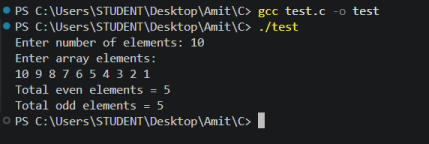 PS C:\Users\STUDENT\Desktop\Amit\C> gcc test.c -o test
PS C:\Users\STUDENT\Desktop\Amit\C> ./test
Enter number of elements: 10
Enter array elements:
10 9 8 7 6 5 4 3 2 1
Total even elements = 5
Total odd elements = 5
PS C:\Users\STUDENT\Desktop\Amit\C>